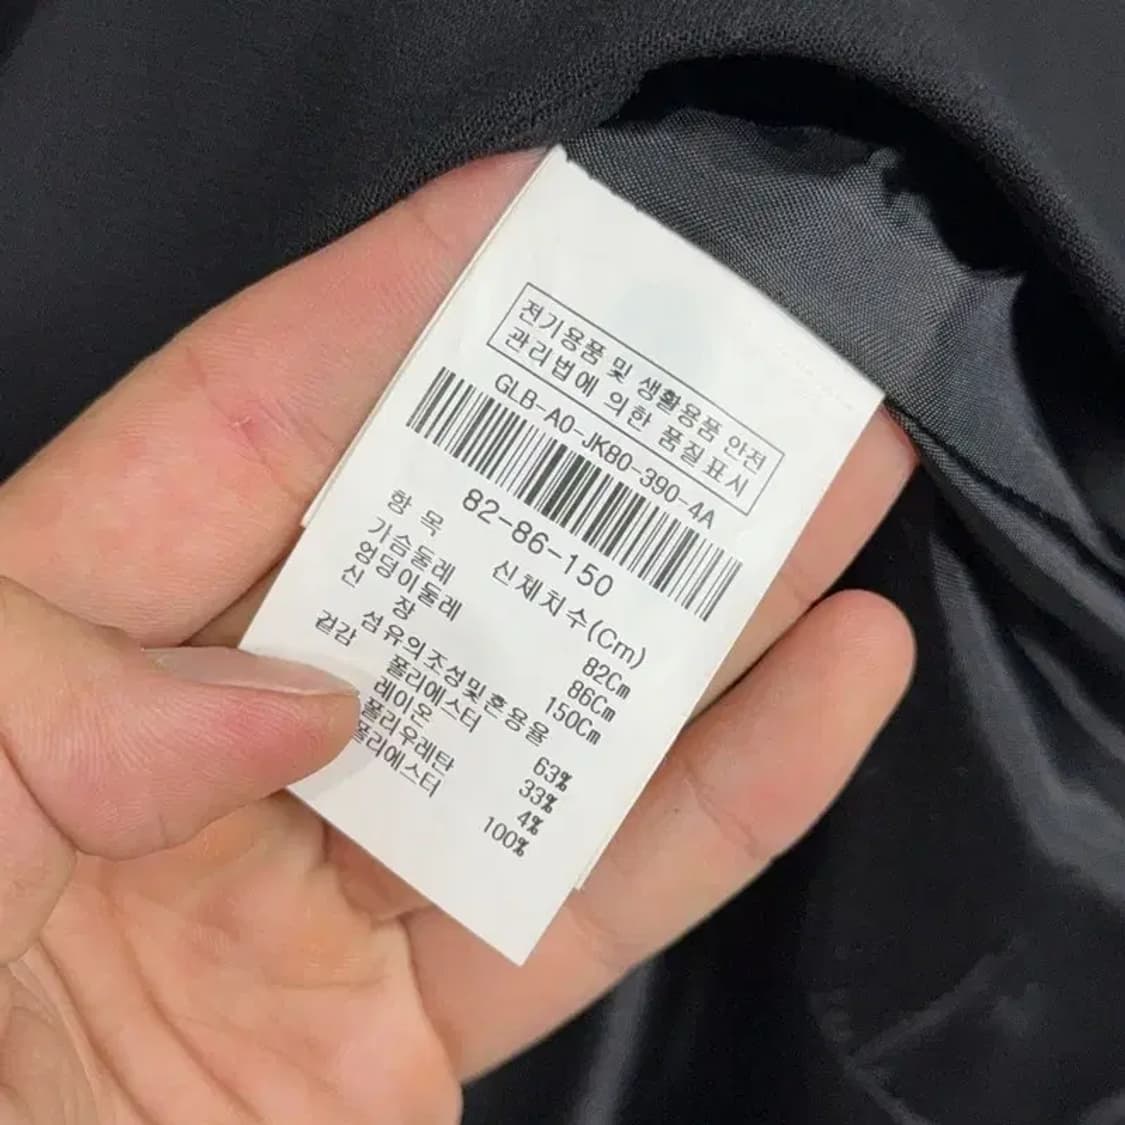 전기용품 및 생활용품 안전
관리법에 의한 품질표시
GLB-A0-JK80-390-4A
82-86-150
항 목 신체치수(Cm)
가슴둘레 82Cm
엉덩이둘레 86Cm
신 장 150Cm
섬유의조성및혼용율
겉감 폴리에스터 63%
레이온 33%
폴리우레탄 4%
폴리에스터 100%